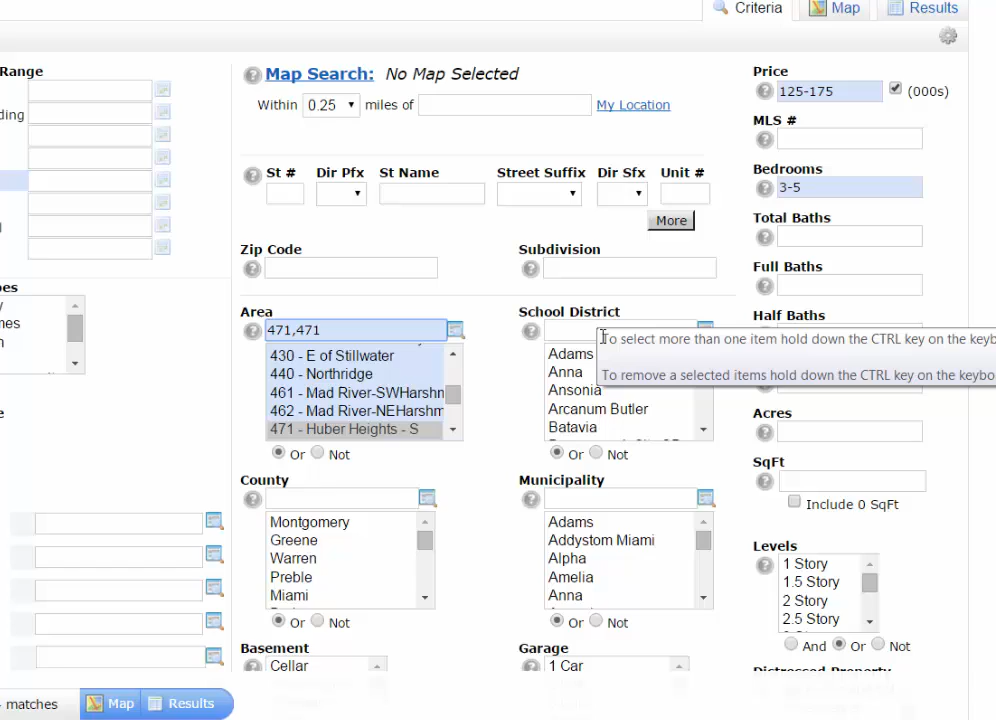 Criteria
Map
Results
Range
ding
Map Search: No Map Selected
Within 0.25 miles of My Location
St # Dir Pfx St Name Street Suffix Dir Sfx Unit #
More
Zip Code
Subdivision
Area
471,471
430 - E of Stillwater
440 - Northridge
461 - Mad River-SWHarshn
462 - Mad River-NEHarshm
471 - Huber Heights - S
Or Not
School District
Adams
Anna
Ansonia
Arcanum Butler
Batavia
Or Not
To select more than one item hold down the CTRL key on the keyb
To remove a selected items hold down the CTRL key on the keybo
County
Montgomery
Greene
Warren
Preble
Miami
Or Not
Municipality
Adams
Addystom Miami
Alpha
Amelia
Anna
Or Not
Basement
Cellar
Garage
1 Car
Price
125-175 (000s)
MLS #
Bedrooms
3-5
Total Baths
Full Baths
Half Baths
Acres
SqFt
Include 0 SqFt
Levels
1 Story
1.5 Story
2 Story
2.5 Story
And Or Not
Distressed Property
pes
y
mes
n
e
matches
Map
Results